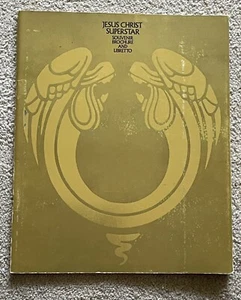 JESUS CHRIST
SUPERSTAR
SOUVENIR
BROCHURE
AND
LIBRETTO